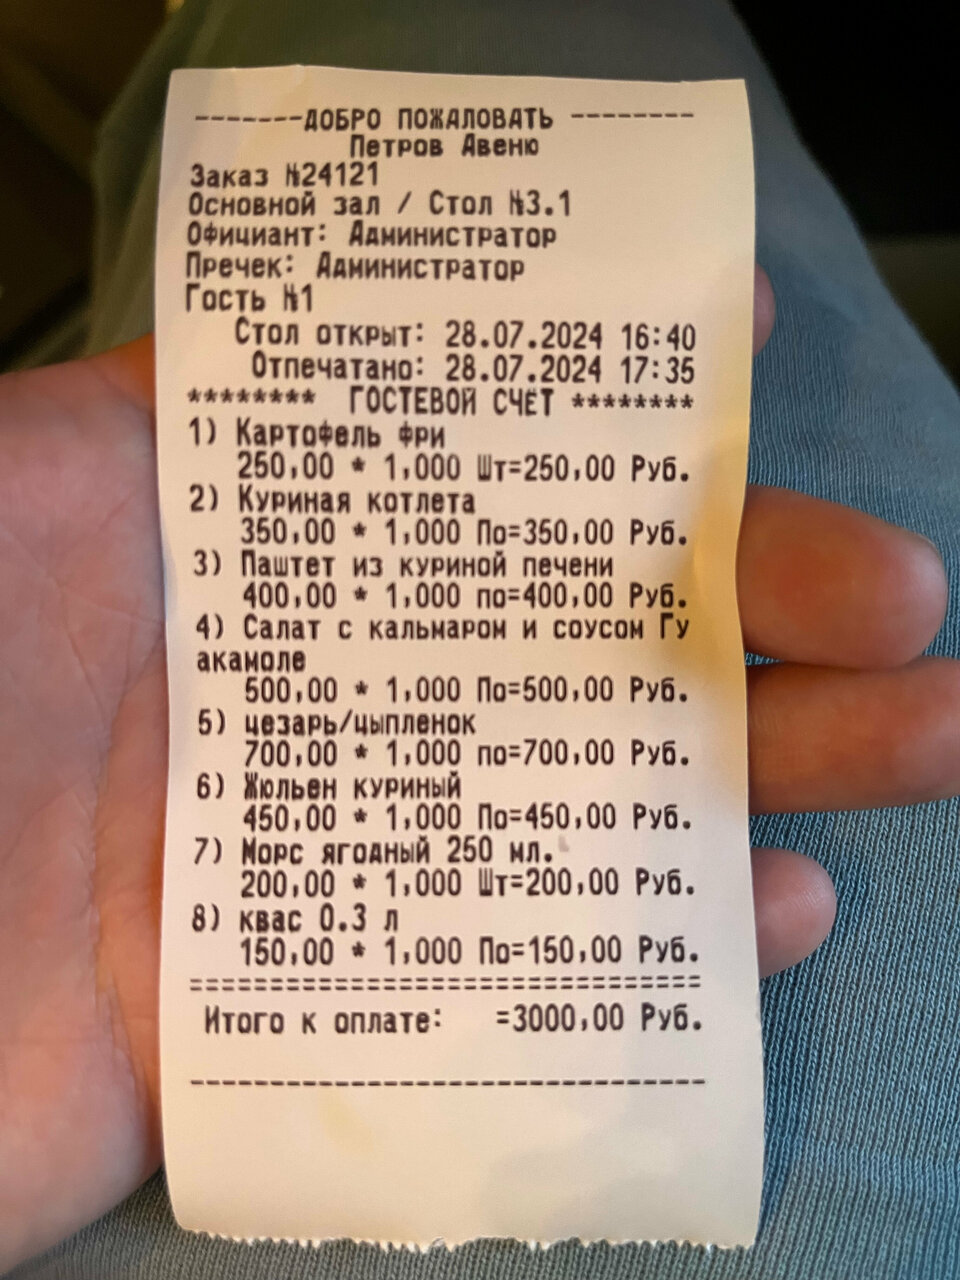 -------ДОБРО ПОЖАЛОВАТЬ --------
Петров Авеню
Заказ №24121
Основной зал / Стол №3.1
Официант: Администратор
Пречек: Администратор
Гость №1
Стол открыт: 28.07.2024 16:40
Отпечатано: 28.07.2024 17:35
******** ГОСТЕВОЙ СЧЕТ ********
1) Картофель фри
250,00 * 1,000 Шт=250,00 Руб.
2) Куриная котлета
350,00 * 1,000 По=350,00 Руб.
3) Паштет из куриной печени
400,00 * 1,000 по=400,00 Руб.
4) Салат с кальмаром и соусом Гу
акамоле
500,00 * 1,000 По=500,00 Руб.
5) цезарь/цыпленок
700,00 * 1,000 по=700,00 Руб.
6) Жюльен куриный
450,00 * 1,000 По=450,00 Руб.
7) Морс ягодный 250 мл.
200,00 * 1,000 Шт=200,00 Руб.
8) квас 0.3 л
150,00 * 1,000 По=150,00 Руб.
================================
Итого к оплате: =3000,00 Руб.
--------------------------------